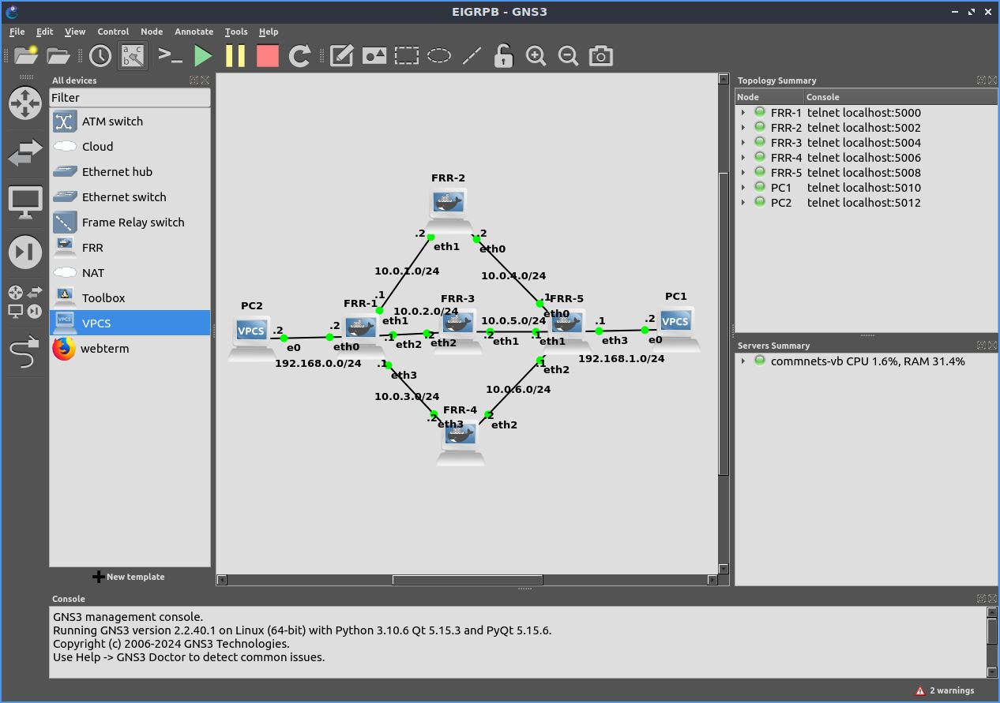 EIGRPB - GNS3
File Edit View Control Node Annotate Tools Help
All devices
Filter
ATM switch
Cloud
Ethernet hub
Ethernet switch
Frame Relay switch
FRR
NAT
Toolbox
VPCS
webterm
New template
FRR-2
.2 .2
eth1 eth0
10.0.1.0/24 10.0.4.0/24
.1 .1
PC2 FRR-1 FRR-3 FRR-5 PC1
10.0.2.0/24 eth0
eth1 10.0.5.0/24
VPCS .2 .2 .1 .2 .2 .1 .1 .2 VPCS
e0 eth0 eth2 eth2 eth1 eth1 eth3 e0
192.168.0.0/24 .1 .1 192.168.1.0/24
eth3 eth2
10.0.3.0/24 10.0.6.0/24
FRR-4
.2 .2
eth3 eth2
Topology Summary
Node Console
FRR-1 telnet localhost:5000
FRR-2 telnet localhost:5002
FRR-3 telnet localhost:5004
FRR-4 telnet localhost:5006
FRR-5 telnet localhost:5008
PC1 telnet localhost:5010
PC2 telnet localhost:5012
Servers Summary
commnets-vb CPU 1.6%, RAM 31.4%
Console
GNS3 management console.
Running GNS3 version 2.2.40.1 on Linux (64-bit) with Python 3.10.6 Qt 5.15.3 and PyQt 5.15.6.
Copyright (c) 2006-2024 GNS3 Technologies.
Use Help -> GNS3 Doctor to detect common issues.
2 warnings